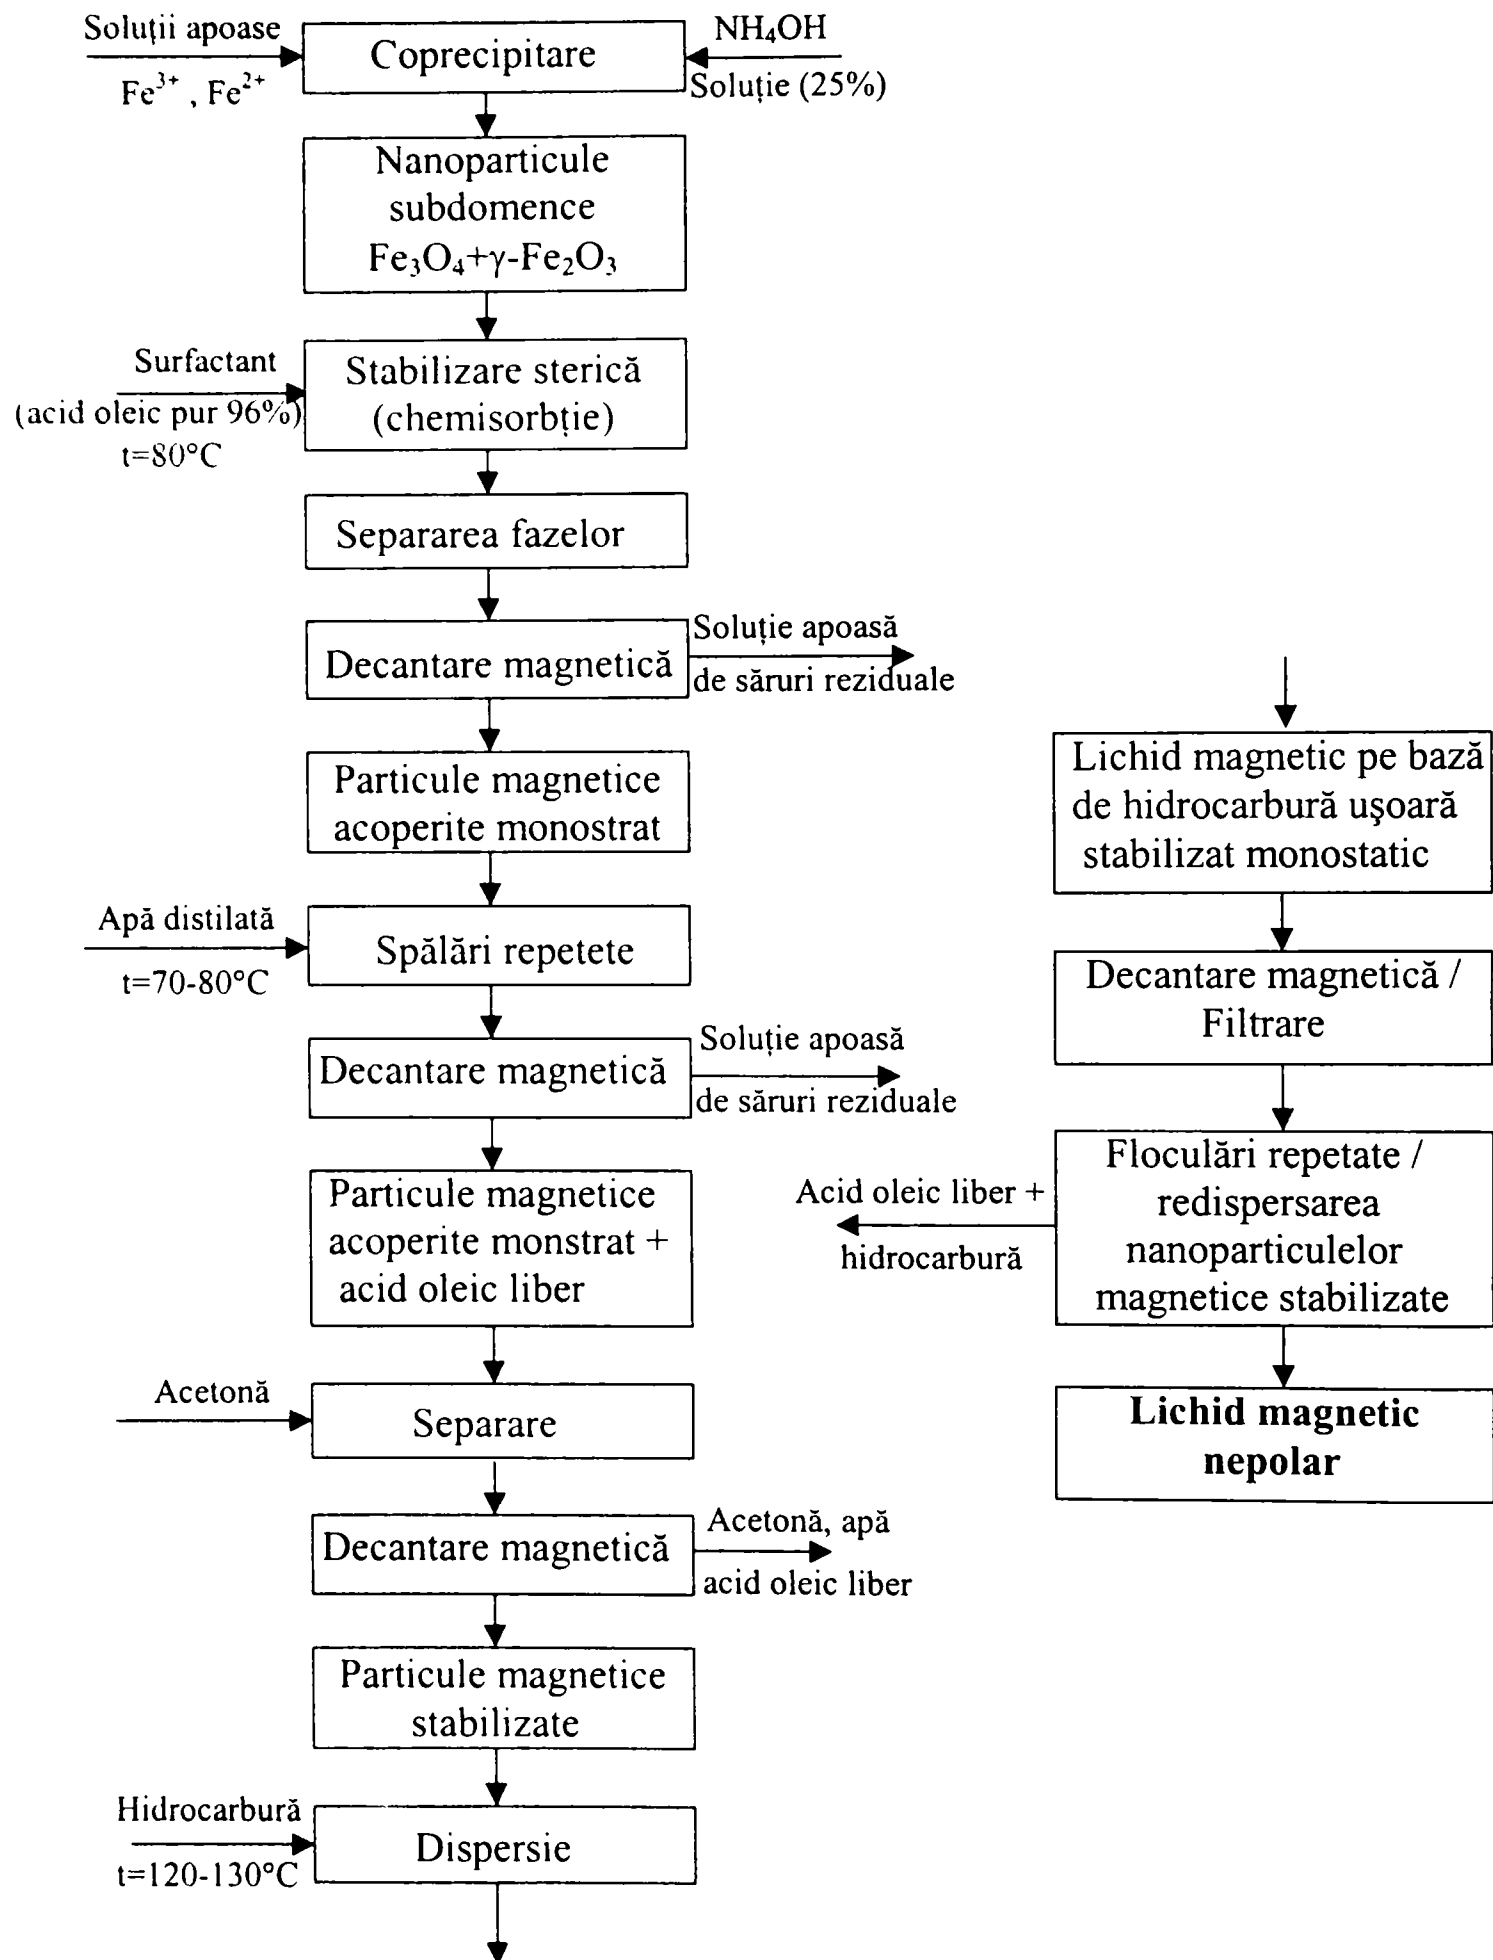 Soluții apoase
Fe³⁺ , Fe²⁺
Coprecipitare
NH₄OH
Soluție (25%)
Nanoparticule
subdomence
Fe₃O₄+γ-Fe₂O₃
Surfactant
(acid oleic pur 96%)
t=80°C
Stabilizare sterică
(chemisorbție)
Separarea fazelor
Decantare magnetică
Soluție apoasă
de săruri reziduale
Particule magnetice
acoperite monostrat
Apă distilată
t=70-80°C
Spălări repetete
Decantare magnetică
Soluție apoasă
de săruri reziduale
Particule magnetice
acoperite monstrat +
acid oleic liber
Acetonă
Separare
Decantare magnetică
Acetonă, apă
acid oleic liber
Particule magnetice
stabilizate
Hidrocarbură
t=120-130°C
Dispersie
Lichid magnetic pe bază
de hidrocarbură ușoară
stabilizat monostatic
Decantare magnetică /
Filtrare
Floculări repetate /
redispersarea
nanoparticulelor
magnetice stabilizate
Acid oleic liber +
hidrocarbură
Lichid magnetic
nepolar